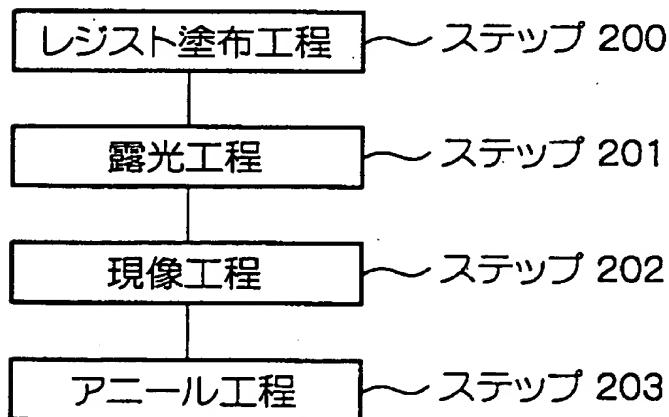 レジスト塗布工程 ステップ 200
露光工程 ステップ 201
現像工程 ステップ 202
アニール工程 ステップ 203